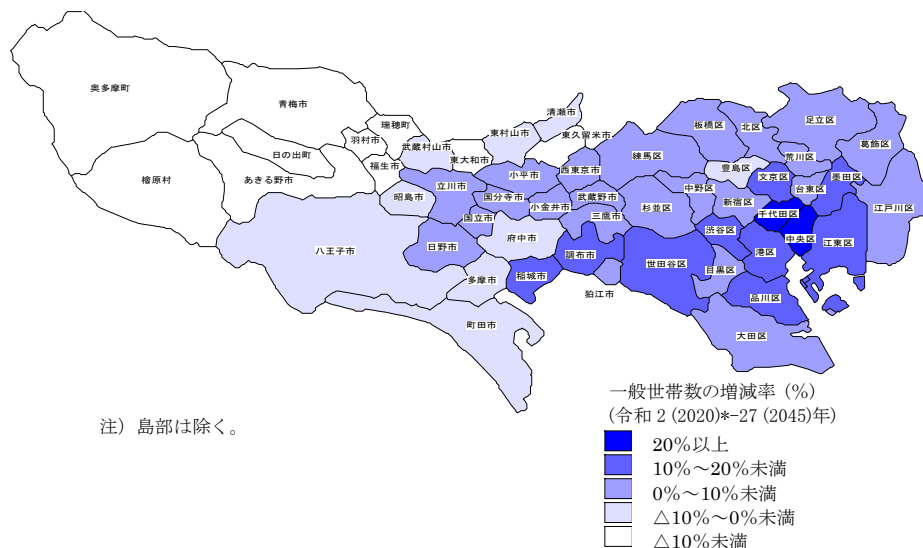 奥多摩町
青梅市
瑞穂町
羽村市
日の出町
福生市
檜原村
あきる野市
武蔵村山市
東大和市
東村山市
清瀬市
東久留米市
昭島市
立川市
小平市
西東京市
国分寺市
小金井市
武蔵野市
国立市
三鷹市
八王子市
日野市
府中市
調布市
多摩市
稲城市
狛江市
町田市
練馬区
板橋区
北区
足立区
葛飾区
荒川区
豊島区
文京区
墨田区
台東区
中野区
新宿区
杉並区
千代田区
江戸川区
渋谷区
中央区
江東区
港区
世田谷区
目黒区
品川区
大田区
注）島部は除く。
一般世帯数の増減率 (%)
(令和 2 (2020)*-27 (2045)年)
20%以上
10%～20%未満
0%～10%未満
△10%～0%未満
△10%未満